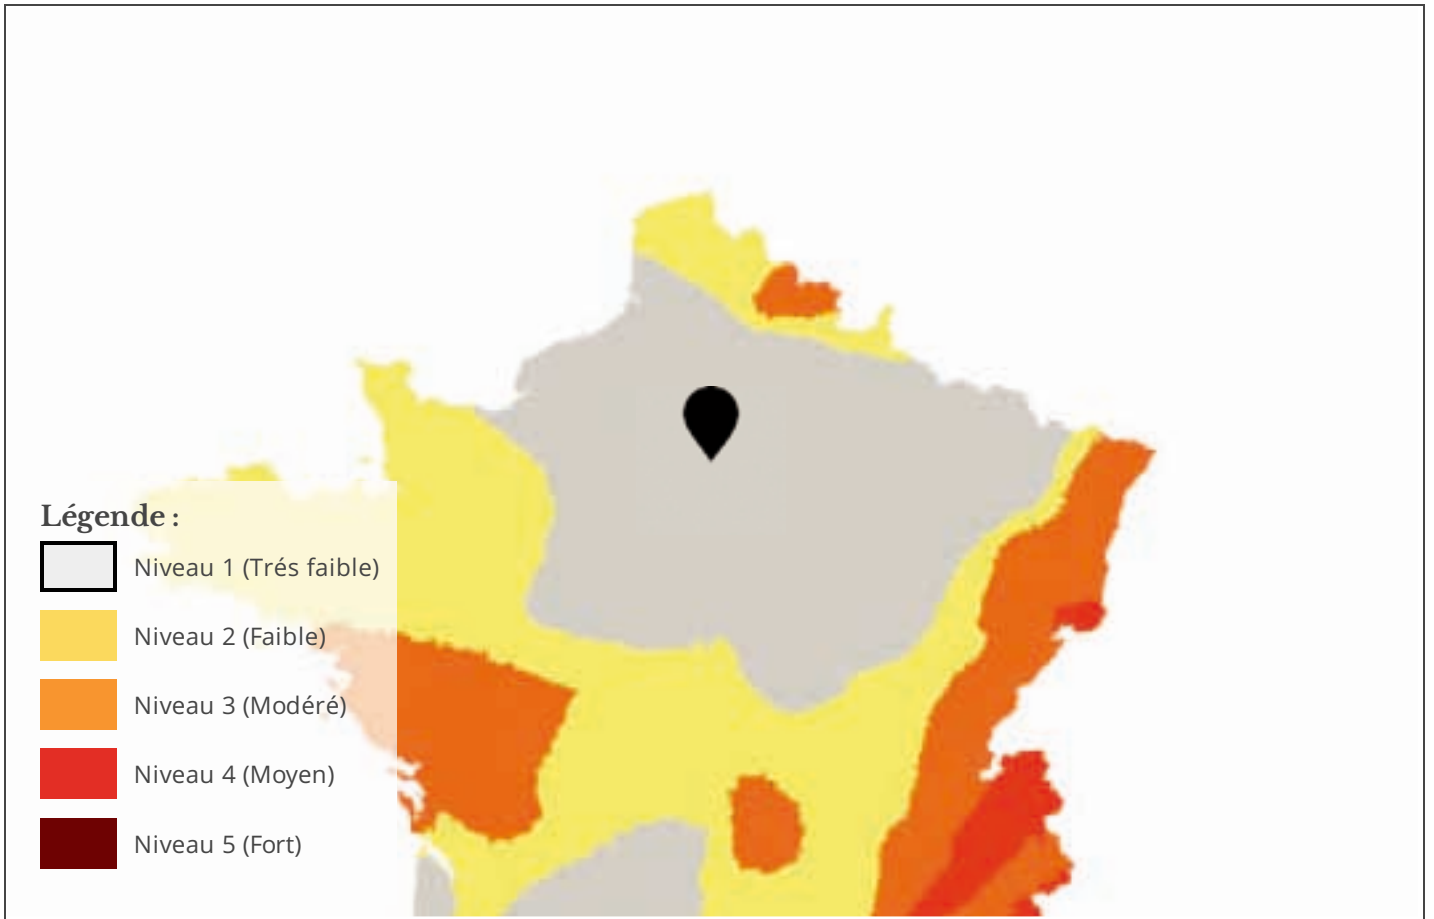 Légende :
Niveau 1 (Trés faible)
Niveau 2 (Faible)
Niveau 3 (Modéré)
Niveau 4 (Moyen)
Niveau 5 (Fort)